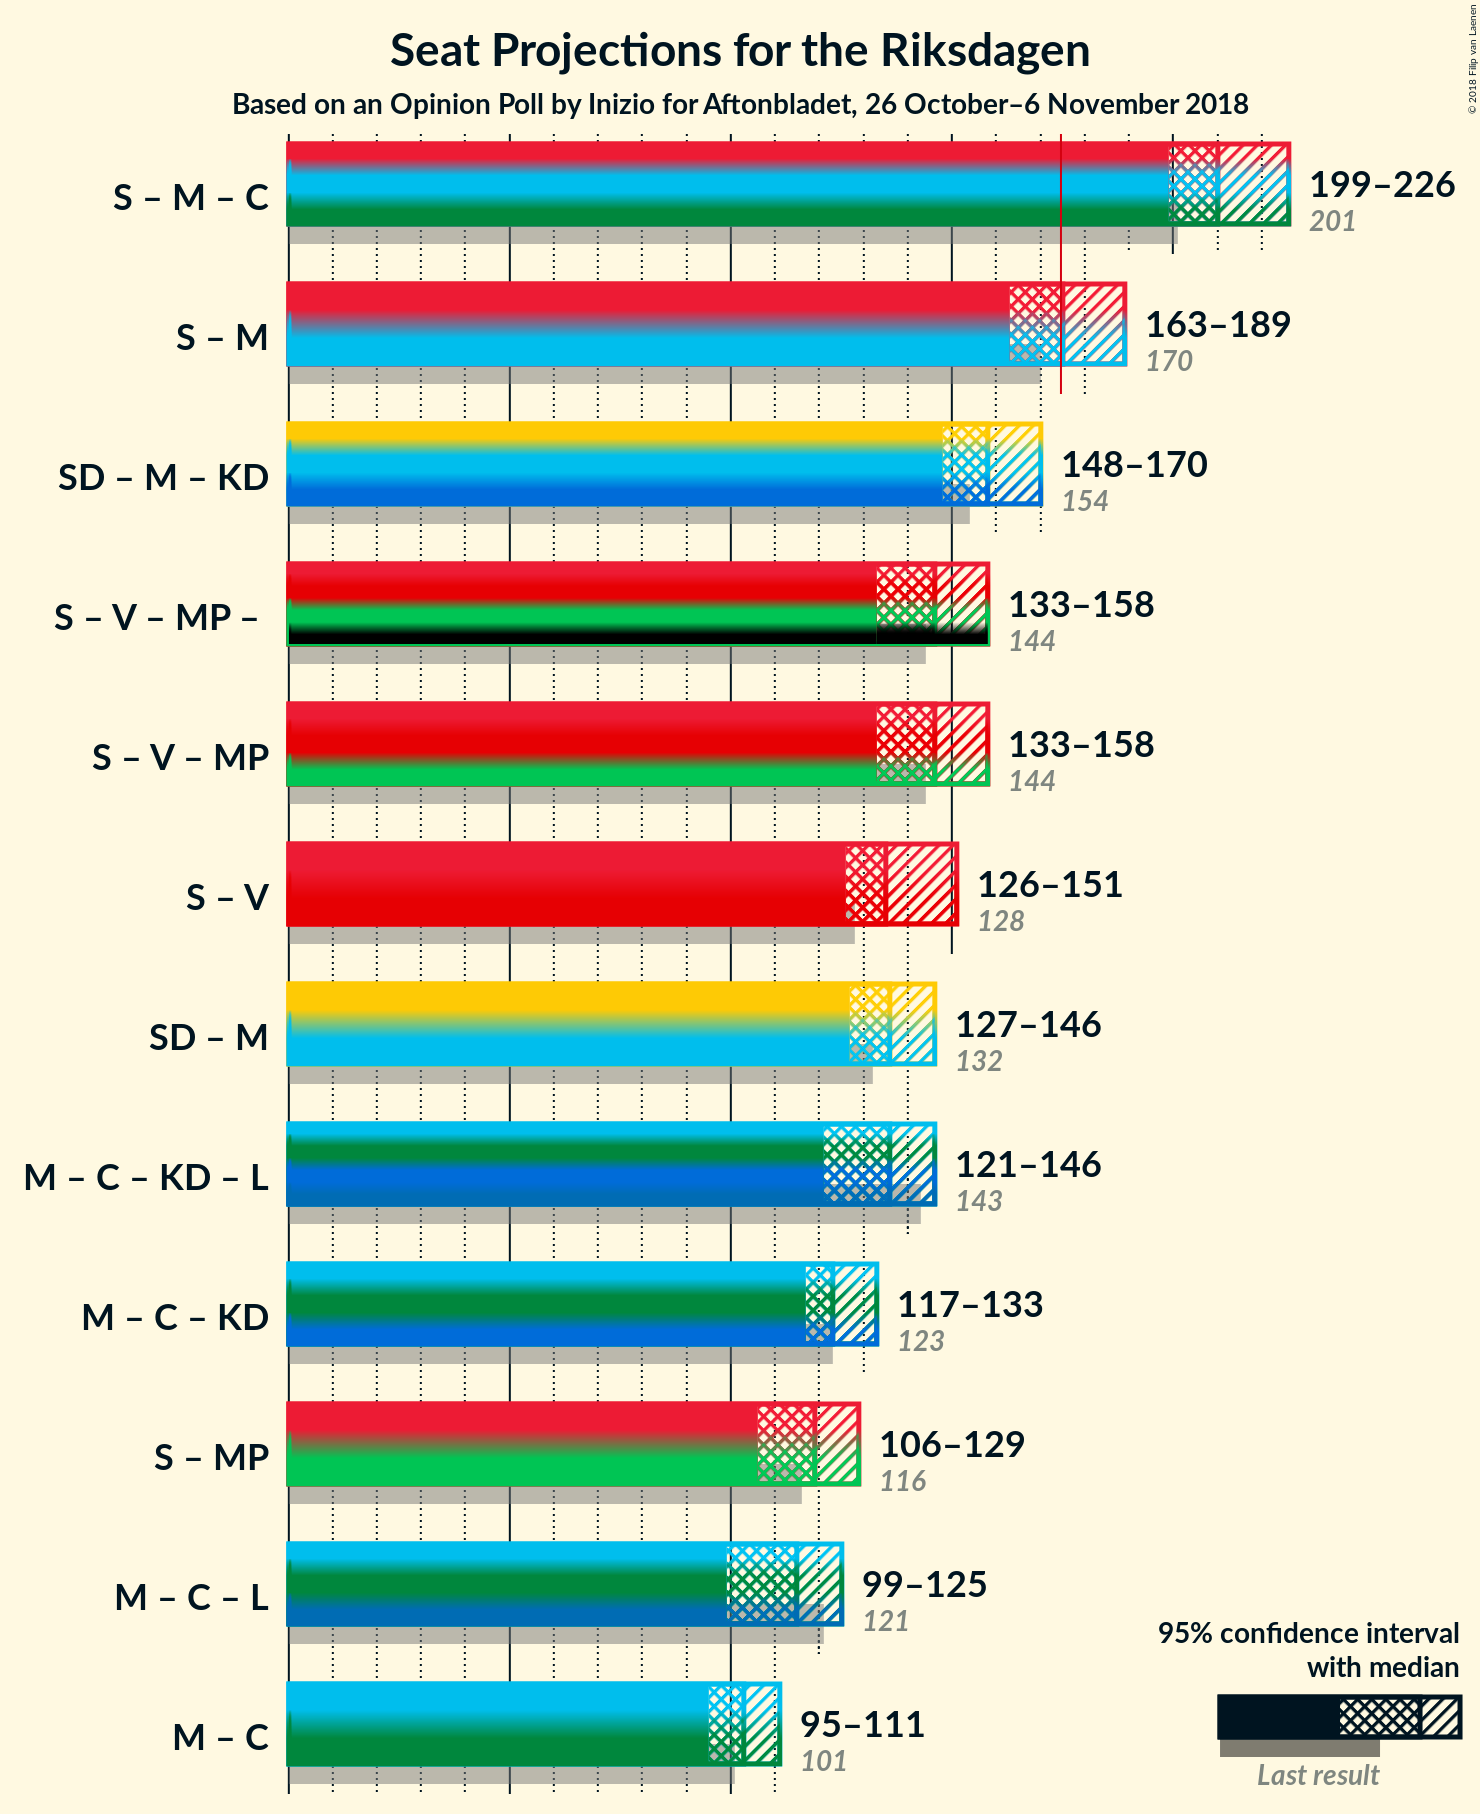 Seat Projections for the Riksdagen
Based on an Opinion Poll by Inizio for Aftonbladet, 26 October–6 November 2018
© 2018 Filip van Laenen
S – M – C
199–226
201
S – M
163–189
170
SD – M – KD
148–170
154
S – V – MP –
133–158
144
S – V – MP
133–158
144
S – V
126–151
128
SD – M
127–146
132
M – C – KD – L
121–146
143
M – C – KD
117–133
123
S – MP
106–129
116
M – C – L
99–125
121
M – C
95–111
101
95% confidence interval
with median
Last result